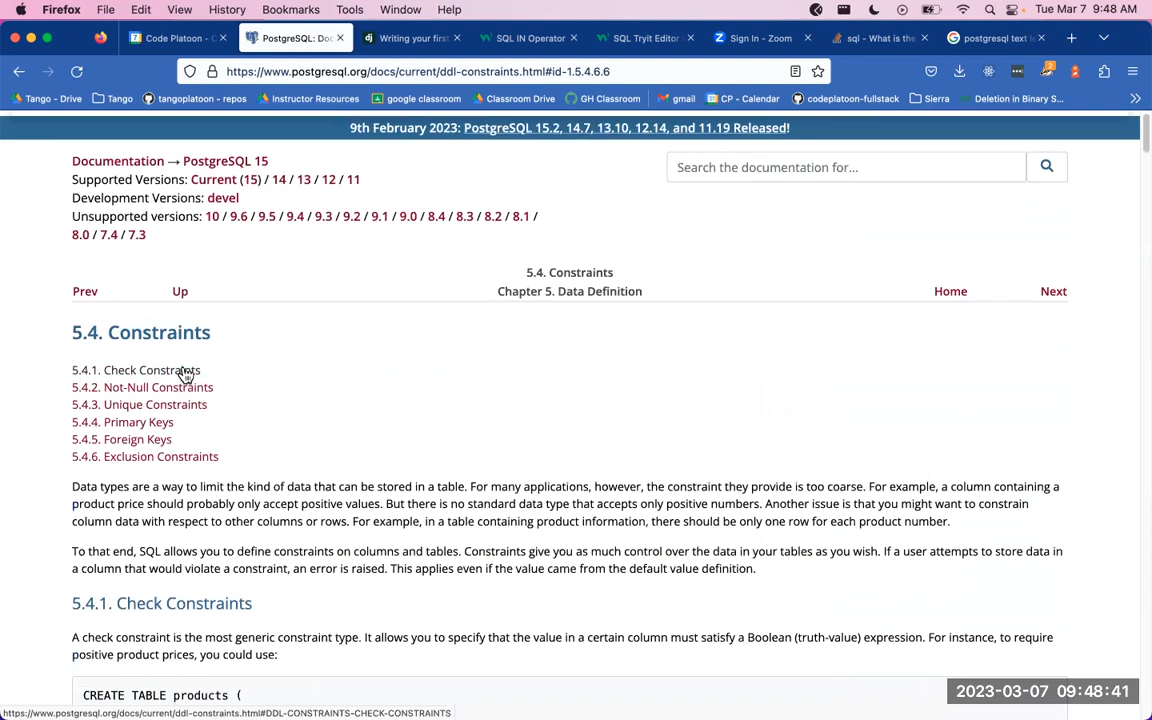 Firefox File Edit View History Bookmarks Tools Window Help Tue Mar 7 9:48 AM
Code Platoon - C PostgreSQL: Doc Writing your first SQL IN Operator SQL Tryit Editor Sign In - Zoom sql - What is the postgresql text le
https://www.postgresql.org/docs/current/ddl-constraints.html#id-1.5.4.6.6
Tango - Drive Tango tangoplatoon - repos Instructor Resources google classroom Classroom Drive GH Classroom gmail CP - Calendar codeplatoon-fullstack Sierra Deletion in Binary S...
9th February 2023: PostgreSQL 15.2, 14.7, 13.10, 12.14, and 11.19 Released!
Documentation → PostgreSQL 15
Search the documentation for...
Supported Versions: Current (15) / 14 / 13 / 12 / 11
Development Versions: devel
Unsupported versions: 10 / 9.6 / 9.5 / 9.4 / 9.3 / 9.2 / 9.1 / 9.0 / 8.4 / 8.3 / 8.2 / 8.1 /
8.0 / 7.4 / 7.3
5.4. Constraints
Prev Up Chapter 5. Data Definition Home Next
5.4. Constraints
5.4.1. Check Constraints
5.4.2. Not-Null Constraints
5.4.3. Unique Constraints
5.4.4. Primary Keys
5.4.5. Foreign Keys
5.4.6. Exclusion Constraints
Data types are a way to limit the kind of data that can be stored in a table. For many applications, however, the constraint they provide is too coarse. For example, a column containing a
product price should probably only accept positive values. But there is no standard data type that accepts only positive numbers. Another issue is that you might want to constrain
column data with respect to other columns or rows. For example, in a table containing product information, there should be only one row for each product number.
To that end, SQL allows you to define constraints on columns and tables. Constraints give you as much control over the data in your tables as you wish. If a user attempts to store data in
a column that would violate a constraint, an error is raised. This applies even if the value came from the default value definition.
5.4.1. Check Constraints
A check constraint is the most generic constraint type. It allows you to specify that the value in a certain column must satisfy a Boolean (truth-value) expression. For instance, to require
positive product prices, you could use:
CREATE TABLE products (
2023-03-07 09:48:41
https://www.postgresql.org/docs/current/ddl-constraints.html#DDL-CONSTRAINTS-CHECK-CONSTRAINTS